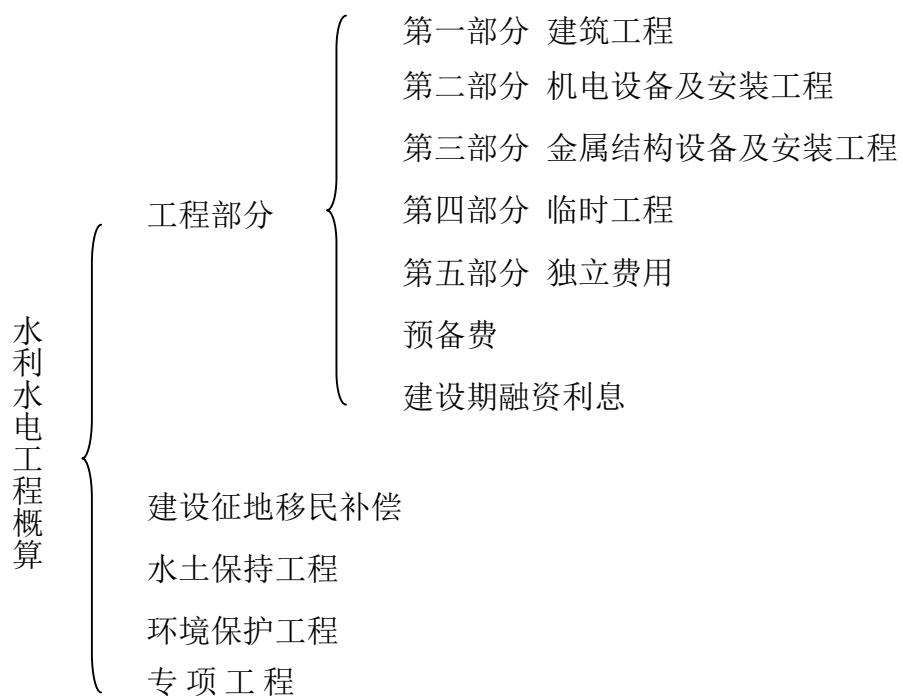 水利水电工程概算
工程部分
第一部分 建筑工程
第二部分 机电设备及安装工程
第三部分 金属结构设备及安装工程
第四部分 临时工程
第五部分 独立费用
预备费
建设期融资利息
建设征地移民补偿
水土保持工程
环境保护工程
专项工程